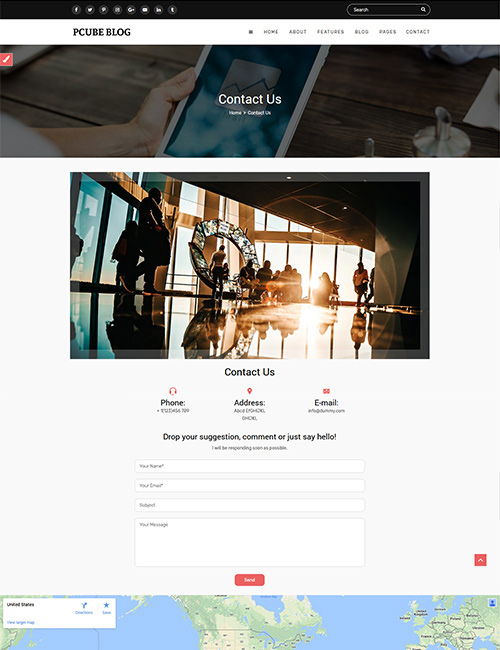 Search
PCUBE BLOG
HOME ABOUT FEATURES BLOG PAGES CONTACT
Contact Us
Home > Contact Us
Contact Us
Phone:
+ 1(123)456 789
Address:
Abcd EFGHIJKL
GHIJKL
E-mail:
info@dummy.com
Drop your suggestion, comment or just say hello!
I will be responding soon as possible.
Your Name*
Your Email*
Subject
Your Message
Send
United States
Directions
Save
View larger map